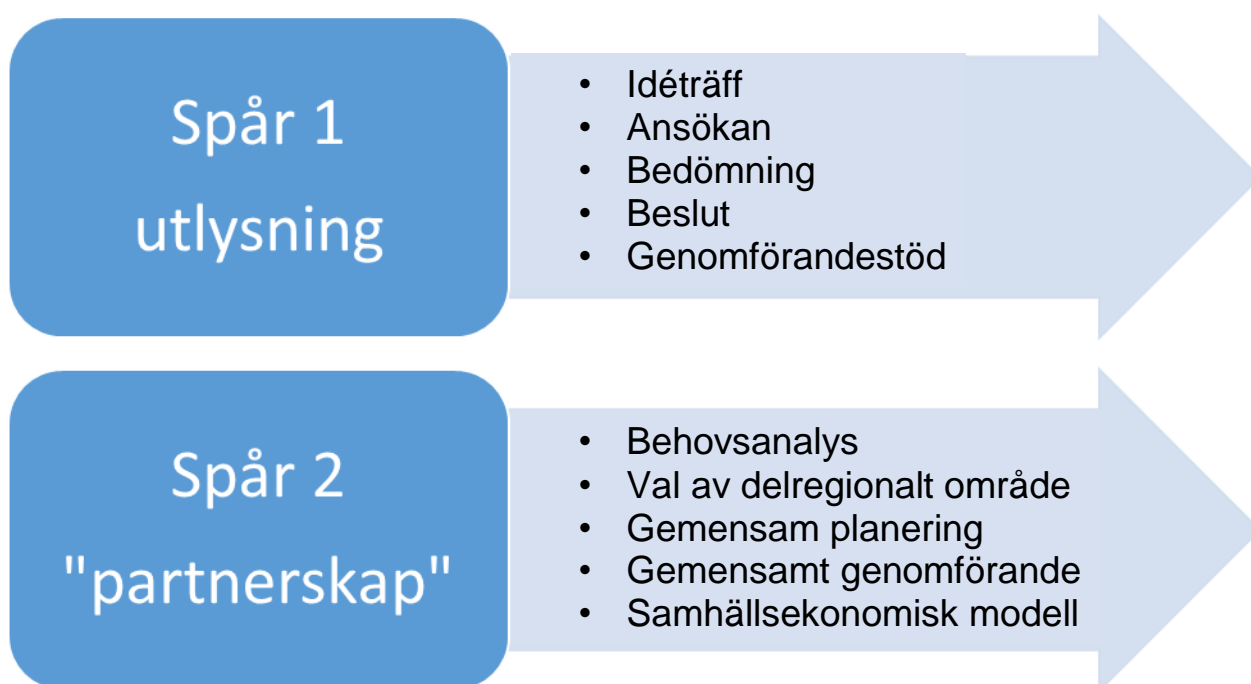 Spår 1
utlysning
• Idéträff
• Ansökan
• Bedömning
• Beslut
• Genomförandestöd
Spår 2
"partnerskap"
• Behovsanalys
• Val av delregionalt område
• Gemensam planering
• Gemensamt genomförande
• Samhällsekonomisk modell